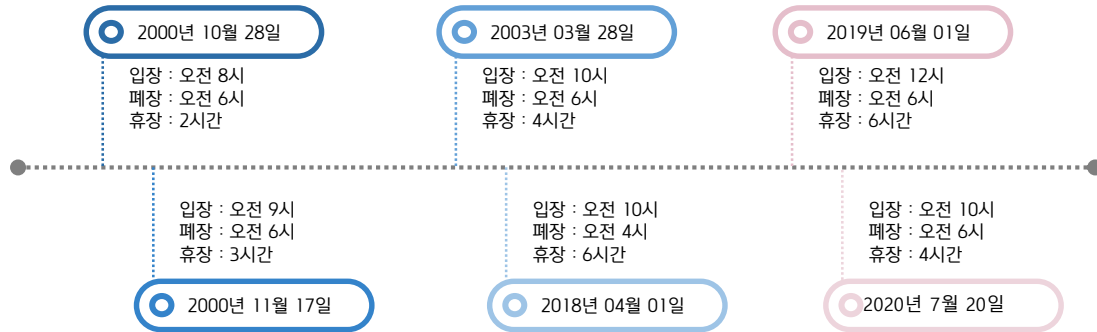 2000년 10월 28일
입장 : 오전 8시
폐장 : 오전 6시
휴장 : 2시간
2003년 03월 28일
입장 : 오전 10시
폐장 : 오전 6시
휴장 : 4시간
2019년 06월 01일
입장 : 오전 12시
폐장 : 오전 6시
휴장 : 6시간
입장 : 오전 9시
폐장 : 오전 6시
휴장 : 3시간
2000년 11월 17일
입장 : 오전 10시
폐장 : 오전 4시
휴장 : 6시간
2018년 04월 01일
입장 : 오전 10시
폐장 : 오전 6시
휴장 : 4시간
2020년 7월 20일